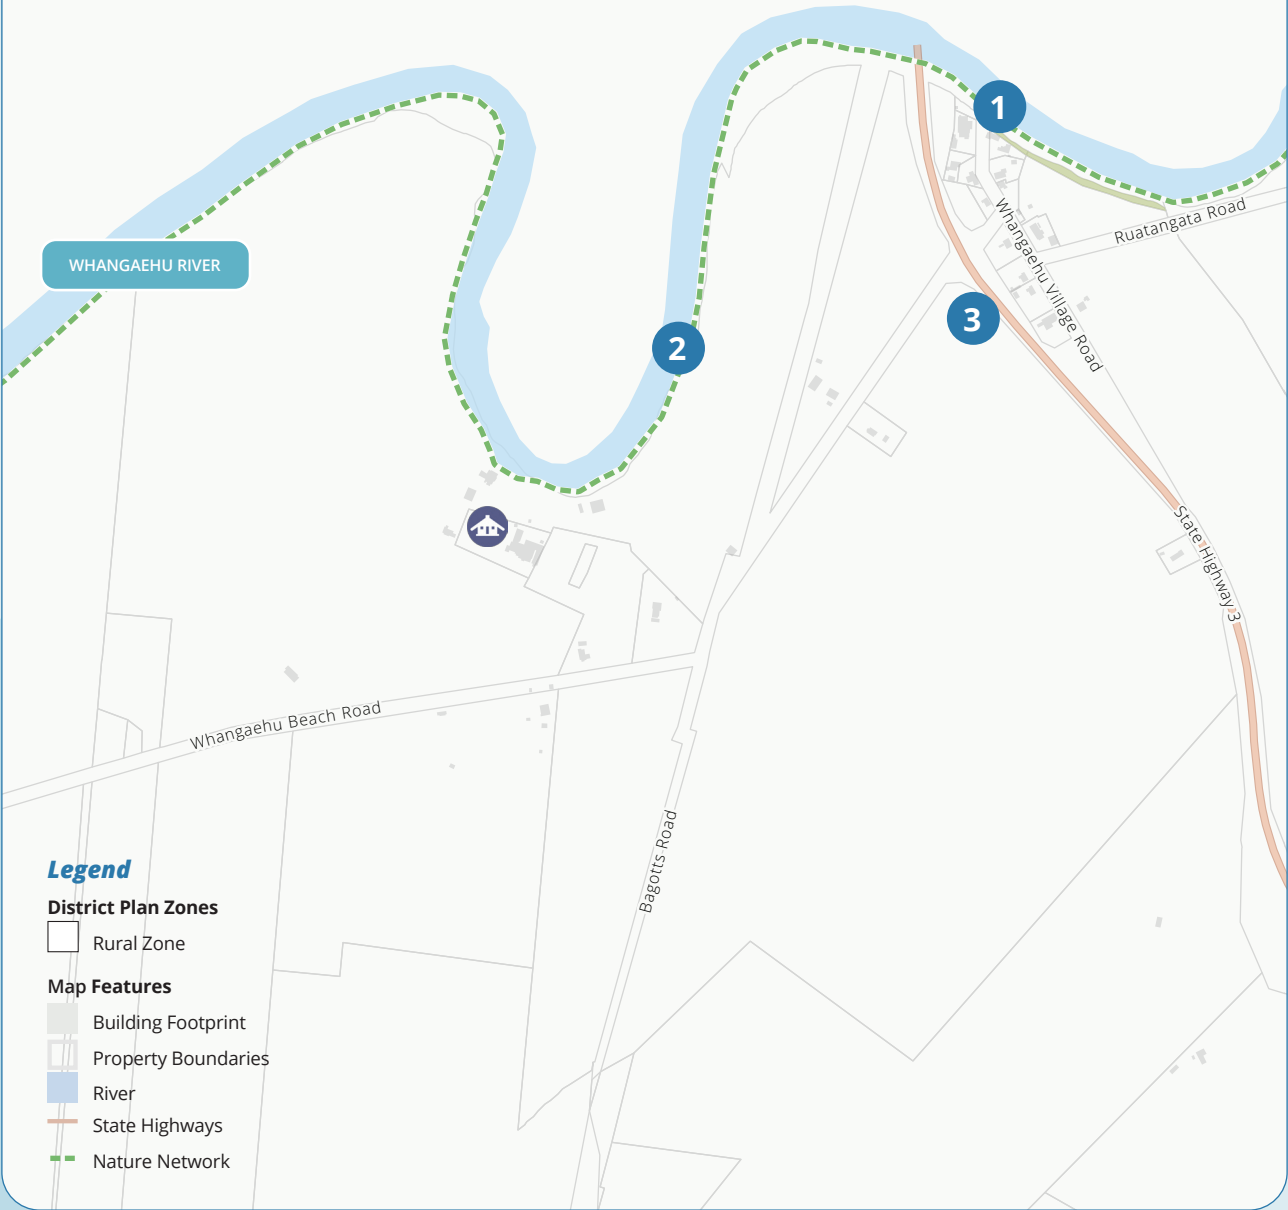 1
WHANGAEHU RIVER
Ruatangata Road
Whangaehu Village Road
3
2
State Highway 3
Whangaehu Beach Road
Bagotts Road
Legend
District Plan Zones
Rural Zone
Map Features
Building Footprint
Property Boundaries
River
State Highways
Nature Network